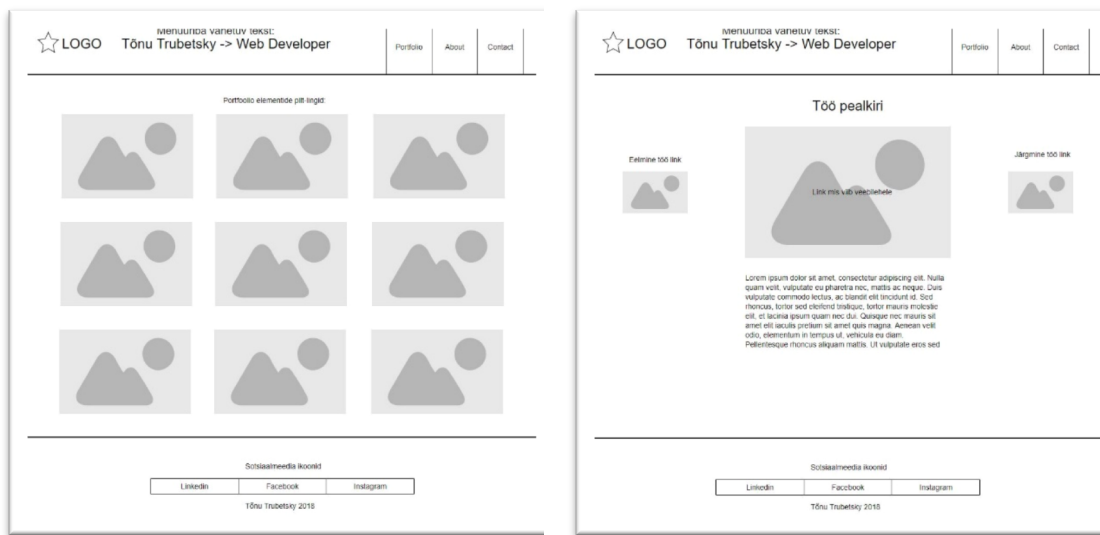 Menüüriba vahetuv tekst:
LOGO Tõnu Trubetsky -> Web Developer
Portfolio About Contact
Portfoolio elementide pilt-lingid:
Sotsiaalmeedia ikoonid
Linkedin Facebook Instagram
Tõnu Trubetsky 2018
Menüüriba vahetuv tekst:
LOGO Tõnu Trubetsky -> Web Developer
Portfolio About Contact
Töö pealkiri
Eelmine töö link
Järgmine töö link
Link mis viib veebilehele
Lorem ipsum dolor sit amet, consectetur adipiscing elit. Nulla
quam velit, vulputate eu pharetra nec, mattis ac neque. Duis
vulputate commodo lectus, ac blandit elit tincidunt id. Sed
rhoncus, tortor sed eleifend tristique, tortor mauris molestie
elit, et lacinia ipsum quam nec dui. Quisque nec mauris sit
amet elit iaculis pretium sit amet quis magna. Aenean velit
odio, elementum in tempus ut, vehicula eu diam.
Pellentesque rhoncus aliquam mattis. Ut vulputate eros sed
Sotsiaalmeedia ikoonid
Linkedin Facebook Instagram
Tõnu Trubetsky 2018